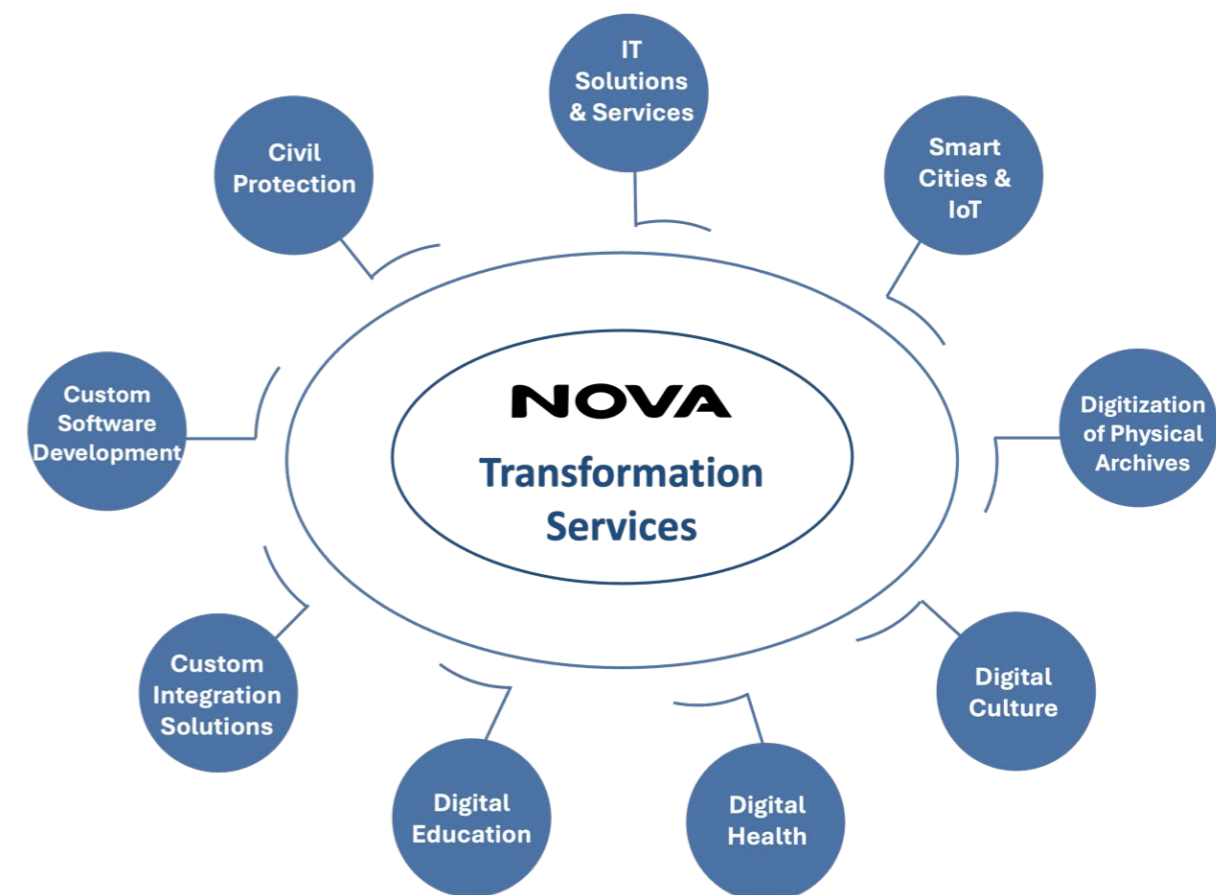 IT
Solutions
& Services
Smart
Cities &
IoT
Digitization
of Physical
Archives
Digital
Culture
Digital
Health
Digital
Education
Custom
Integration
Solutions
Custom
Software
Development
Civil
Protection
NOVA
Transformation
Services